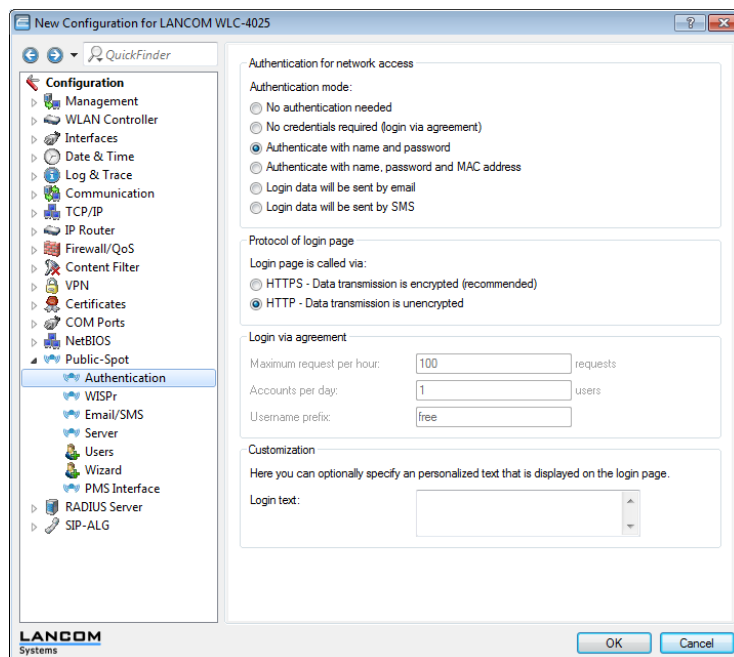 New Configuration for LANCOM WLC-4025
QuickFinder
Configuration
Management
WLAN Controller
Interfaces
Date & Time
Log & Trace
Communication
TCP/IP
IP Router
Firewall/QoS
Content Filter
VPN
Certificates
COM Ports
NetBIOS
Public-Spot
Authentication
WISPr
Email/SMS
Server
Users
Wizard
PMS Interface
RADIUS Server
SIP-ALG
Authentication for network access
Authentication mode:
No authentication needed
No credentials required (login via agreement)
Authenticate with name and password
Authenticate with name, password and MAC address
Login data will be sent by email
Login data will be sent by SMS
Protocol of login page
Login page is called via:
HTTPS - Data transmission is encrypted (recommended)
HTTP - Data transmission is unencrypted
Login via agreement
Maximum request per hour: 100 requests
Accounts per day: 1 users
Username prefix: free
Customization
Here you can optionally specify an personalized text that is displayed on the login page.
Login text:
LANCOM
Systems
OK Cancel